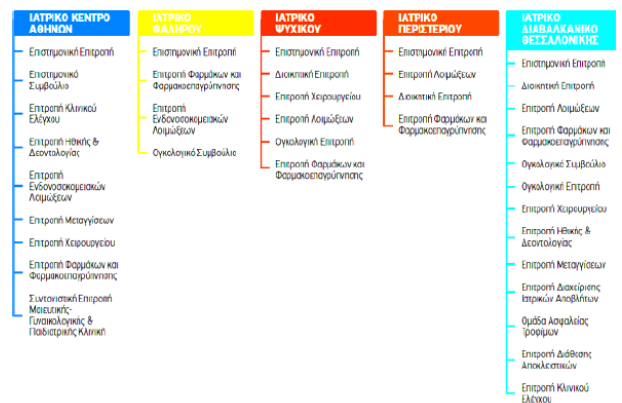 ΙΑΤΡΙΚΟ ΚΕΝΤΡΟ
ΑΘΗΝΩΝ
Επιστημονική Επιτροπή
Επιστημονικό
Συμβούλιο
Επιτροπή Κλινικού
Ελέγχου
Επιτροπή Ηθικής &
Δεοντολογίας
Επιτροπή
Ενδονοσοκομειακών
Λοιμώξεων
Επιτροπή Μεταγγίσεων
Επιτροπή Χειρουργείου
Επιτροπή Φαρμάκων και
Φαρμακοεπαγρύπνησης
Συντονιστική Επιτροπή
Μαιευτικής-
Γυναικολογικής &
Παιδιατρικής Κλινική
ΙΑΤΡΙΚΟ
ΦΑΛΗΡΟΥ
Επιστημονική Επιτροπή
Επιτροπή Φαρμάκων και
Φαρμακοεπαγρύπνησης
Επιτροπή
Ενδονοσοκομειακών
Λοιμώξεων
Ογκολογικό Συμβούλιο
ΙΑΤΡΙΚΟ
ΨΥΧΙΚΟΥ
Επιστημονική Επιτροπή
Διοικητική Επιτροπή
Επιτροπή Χειρουργείου
Επιτροπή Λοιμώξεων
Ογκολογική Επιτροπή
Επιτροπή Φαρμάκων και
Φαρμακοεπαγρύπνησης
ΙΑΤΡΙΚΟ
ΠΕΡΙΣΤΕΡΙΟΥ
Επιστημονική Επιτροπή
Επιτροπή Λοιμώξεων
Διοικητική Επιτροπή
Επιτροπή Φαρμάκων και
Φαρμακοεπαγρύπνησης
ΙΑΤΡΙΚΟ
ΔΙΑΒΑΛΚΑΝΙΚΟ
ΘΕΣΣΑΛΟΝΙΚΗΣ
Επιστημονική Επιτροπή
Διοικητική Επιτροπή
Επιτροπή Λοιμώξεων
Επιτροπή Φαρμάκων και
Φαρμακοεπαγρύπνησης
Ογκολογικό Συμβούλιο
Ογκολογική Επιτροπή
Επιτροπή Χειρουργείου
Επιτροπή Ηθικής &
Δεοντολογίας
Επιτροπή Μεταγγίσεων
Επιτροπή Διαχείρισης
Ιατρικών Αποβλήτων
Ομάδα Ασφαλείας
Τροφίμων
Επιτροπή Διάθεσης
Αποκλειστικών
Επιτροπή Κλινικού
Ελέγχου